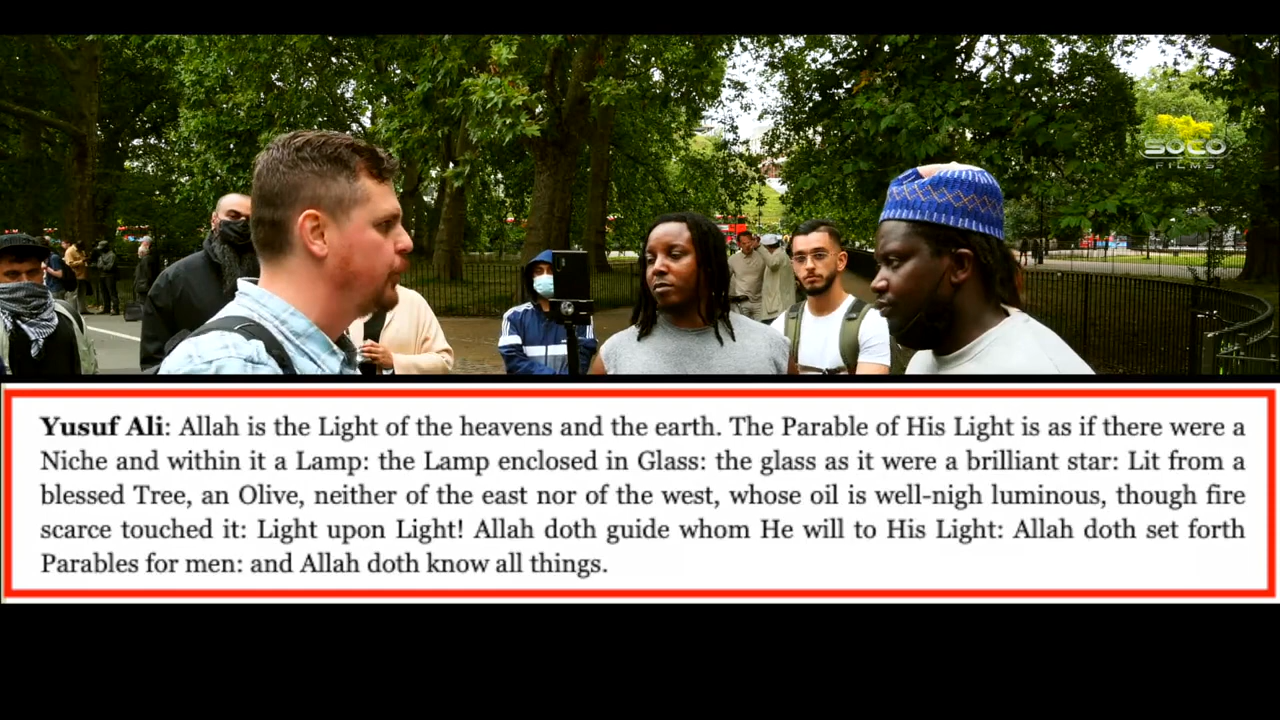 SOCO
FILMS
Yusuf Ali: Allah is the Light of the heavens and the earth. The Parable of His Light is as if there were a
Niche and within it a Lamp: the Lamp enclosed in Glass: the glass as it were a brilliant star: Lit from a
blessed Tree, an Olive, neither of the east nor of the west, whose oil is well-nigh luminous, though fire
scarce touched it: Light upon Light! Allah doth guide whom He will to His Light: Allah doth set forth
Parables for men: and Allah doth know all things.